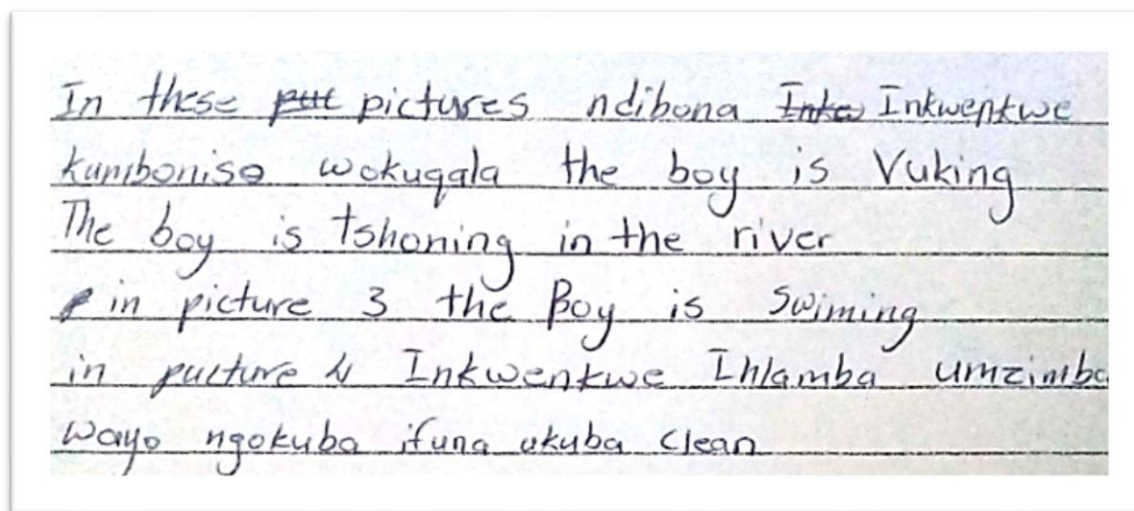 In these pictures ndibona Inkwenkwe
kumboniso wokuqala the boy is Vuking
The boy is tshoning in the river
in picture 3 the Boy is Swiming
in pucture 4 Inkwenkwe Ihlamba umzimba
wayo ngokuba ifuna ukuba clean